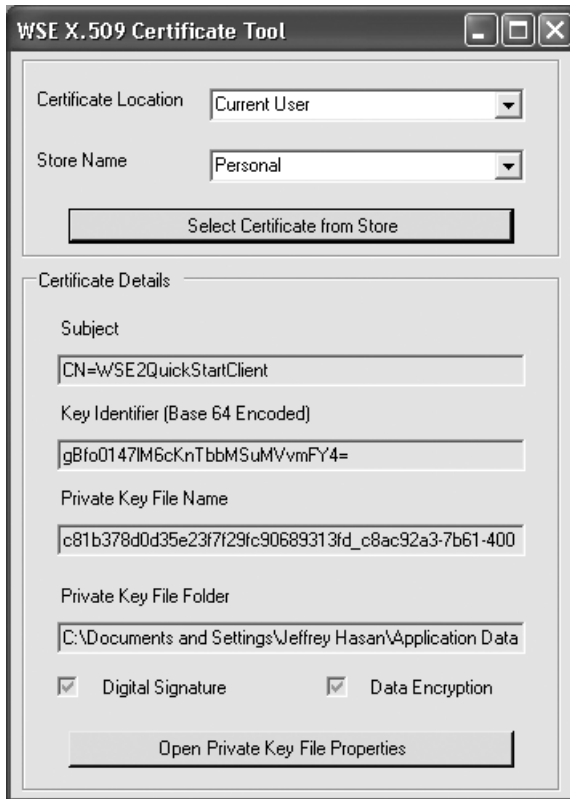 WSE X.509 Certificate Tool
Certificate Location
Current User
Store Name
Personal
Select Certificate from Store
Certificate Details
Subject
CN=WSE2QuickStartClient
Key Identifier (Base 64 Encoded)
gBfo0147lM6cKnTbbMSuMVvmFY4=
Private Key File Name
c81b378d0d35e23f7f29fc90689313fd_c8ac92a3-7b61-400
Private Key File Folder
C:\Documents and Settings\Jeffrey Hasan\Application Data
Digital Signature
Data Encryption
Open Private Key File Properties